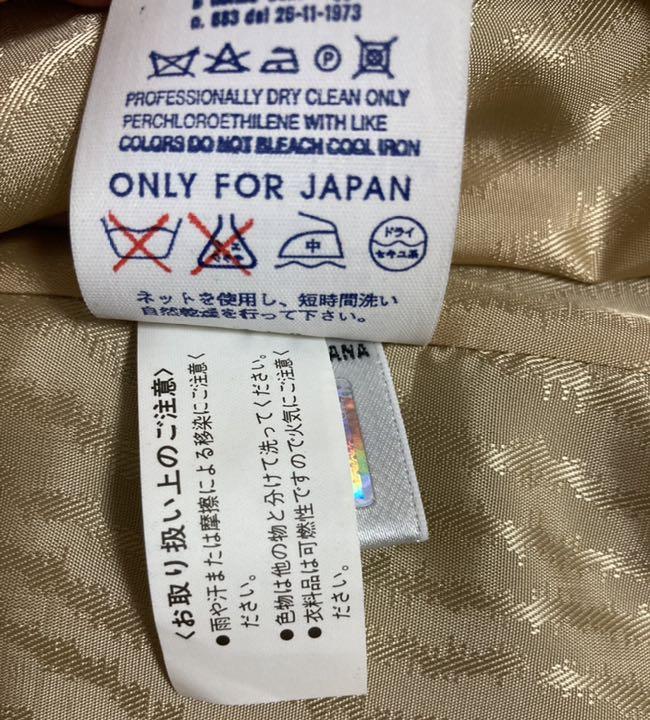 n. 883 del 26-11-1973
P
PROFESSIONALLY DRY CLEAN ONLY
PERCHLOROETHILENE WITH LIKE
COLORS DO NOT BLEACH COOL IRON
ONLY FOR JAPAN
中
ドライ
セキユ系
ネットを使用し、短時間洗い
自然乾燥を行って下さい。
ANA
〈お取り扱い上のご注意〉
●雨や汗または摩擦による移染にご注意く
ださい。
●色物は他の物と分けて洗ってください。
●衣料品は可燃性ですので火気にご注意く
ださい。